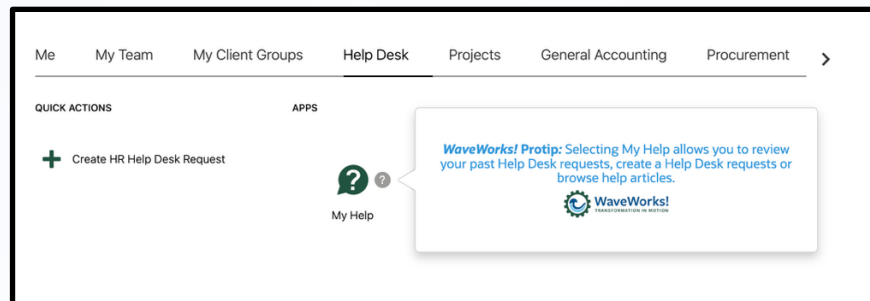 Me My Team My Client Groups Help Desk Projects General Accounting Procurement
QUICK ACTIONS APPS
Create HR Help Desk Request
WaveWorks! Protip: Selecting My Help allows you to review
your past Help Desk requests, create a Help Desk requests or
browse help articles.
? ?
My Help
WaveWorks!
TRANSFORMATION IN MOTION